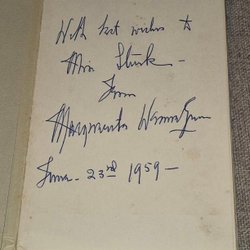 With best wishes to
Miss
from
Marguerite
June 23rd 1959 —